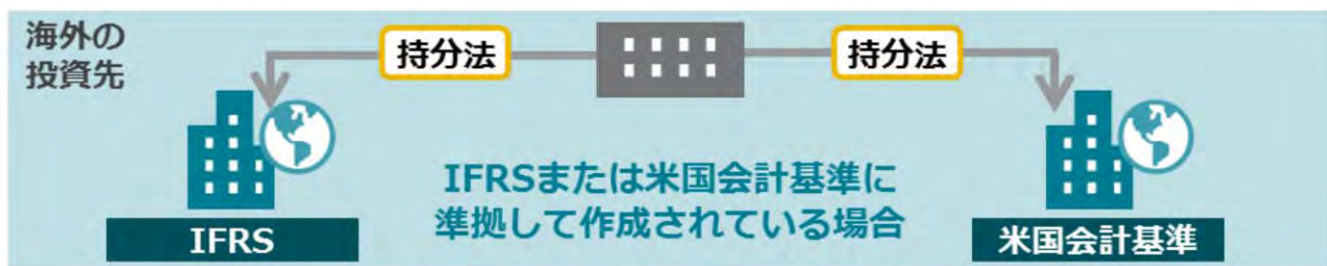 海外の
投資先
持分法
持分法
IFRSまたは米国会計基準に
準拠して作成されている場合
IFRS
米国会計基準